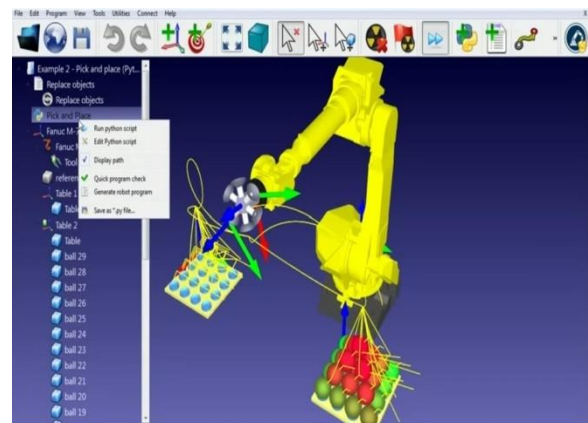 File Edit Program View Tools Utilities Connect Help
Example 2 - Pick and place (Pyt...
Replace objects
Replace objects
Pick and Place
Fanuc M-
Fanuc
Tool
referen
Table 1
Tabl
Table 2
Table
ball 29
ball 28
ball 27
ball 26
ball 25
ball 24
ball 23
ball 22
ball 21
ball 20
ball 19
Run python script
Edit Python script
Display path
Quick program check
Generate robot program
Save as *.py file...